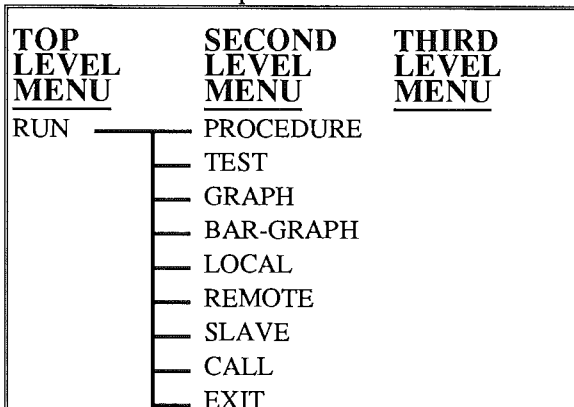 TOP SECOND THIRD
LEVEL LEVEL LEVEL
MENU MENU MENU
RUN PROCEDURE
TEST
GRAPH
BAR-GRAPH
LOCAL
REMOTE
SLAVE
CALL
EXIT